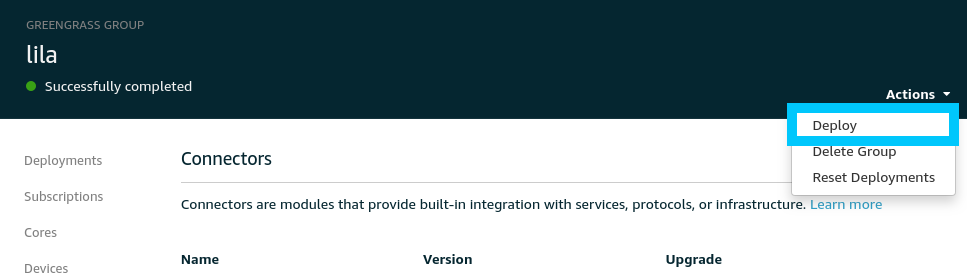 GREENGRASS GROUP
lila
Successfully completed
Actions
Deploy
Delete Group
Reset Deployments
Deployments
Subscriptions
Cores
Devices
Connectors
Connectors are modules that provide built-in integration with services, protocols, or infrastructure. Learn more
Name Version Upgrade